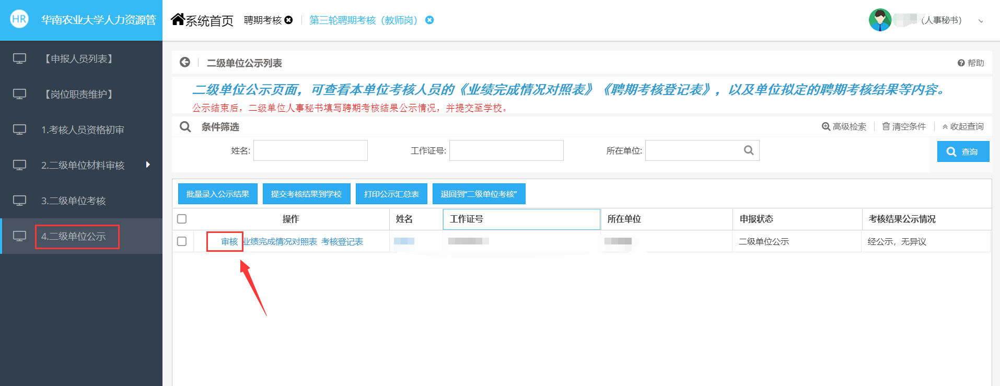 HR 华南农业大学人力资源管
系统首页 聘期考核 第三轮聘期考核（教师岗）
（人事秘书）
【申报人员列表】
【岗位职责维护】
1.考核人员资格初审
2.二级单位材料审核
3.二级单位考核
4.二级单位公示
二级单位公示列表 帮助
二级单位公示页面，可查看本单位考核人员的《业绩完成情况对照表》《聘期考核登记表》，以及单位拟定的聘期考核结果等内容。
公示结束后，二级单位人事秘书填写聘期考核结果公示情况，并提交至学校。
条件筛选 高级检索 清空条件 收起查询
姓名: 工作证号: 所在单位: 查询
批量录入公示结果 提交考核结果到学校 打印公示汇总表 退回到“二级单位考核”
操作 姓名 工作证号 所在单位 申报状态 考核结果公示情况
审核 业绩完成情况对照表 考核登记表 二级单位公示 经公示，无异议